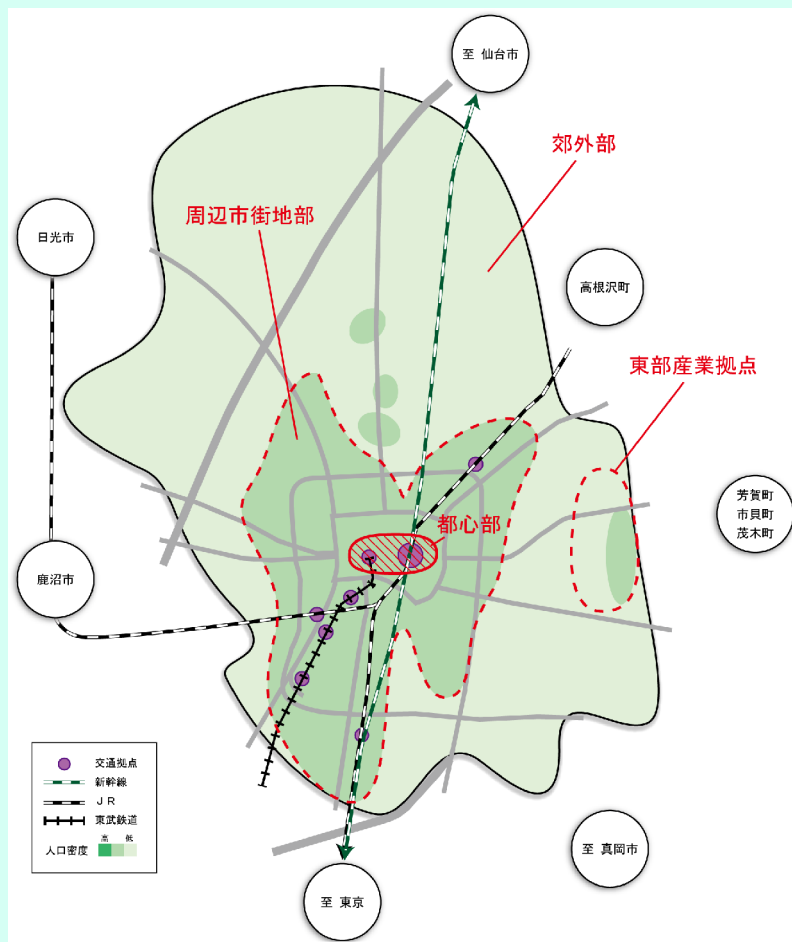 至 仙台市
郊外部
周辺市街地部
日光市
高根沢町
東部産業拠点
芳賀町
市貝町
茂木町
都心部
鹿沼市
交通拠点
新幹線
ＪＲ
東武鉄道
高 低
人口密度
至 真岡市
至 東京